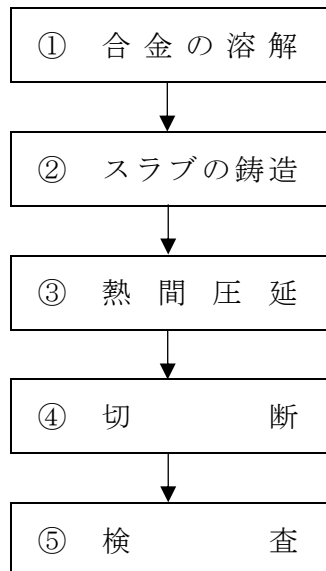 ① 合金の溶解
② スラブの鋳造
③ 熱間圧延
④ 切断
⑤ 検査